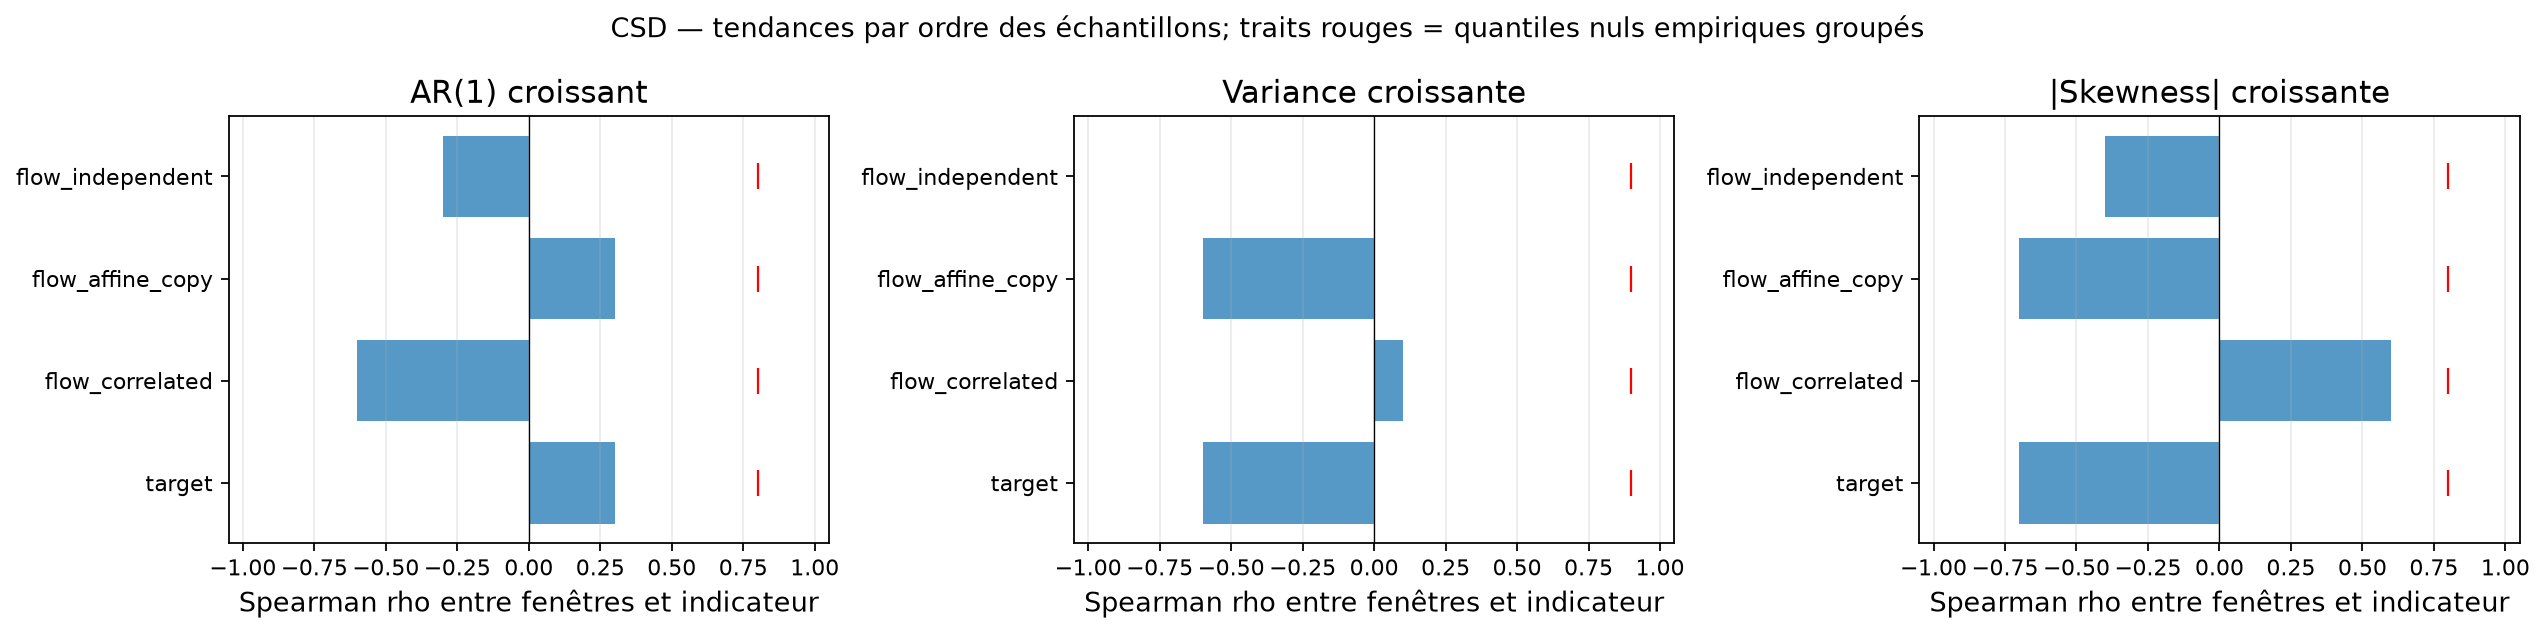 CSD — tendances par ordre des échantillons; traits rouges = quantiles nuls empiriques groupés
AR(1) croissant
flow_independent
flow_affine_copy
flow_correlated
target
−1.00 −0.75 −0.50 −0.25 0.00 0.25 0.50 0.75 1.00
Spearman rho entre fenêtres et indicateur
Variance croissante
flow_independent
flow_affine_copy
flow_correlated
target
−1.00 −0.75 −0.50 −0.25 0.00 0.25 0.50 0.75 1.00
Spearman rho entre fenêtres et indicateur
|Skewness| croissante
flow_independent
flow_affine_copy
flow_correlated
target
−1.00 −0.75 −0.50 −0.25 0.00 0.25 0.50 0.75 1.00
Spearman rho entre fenêtres et indicateur